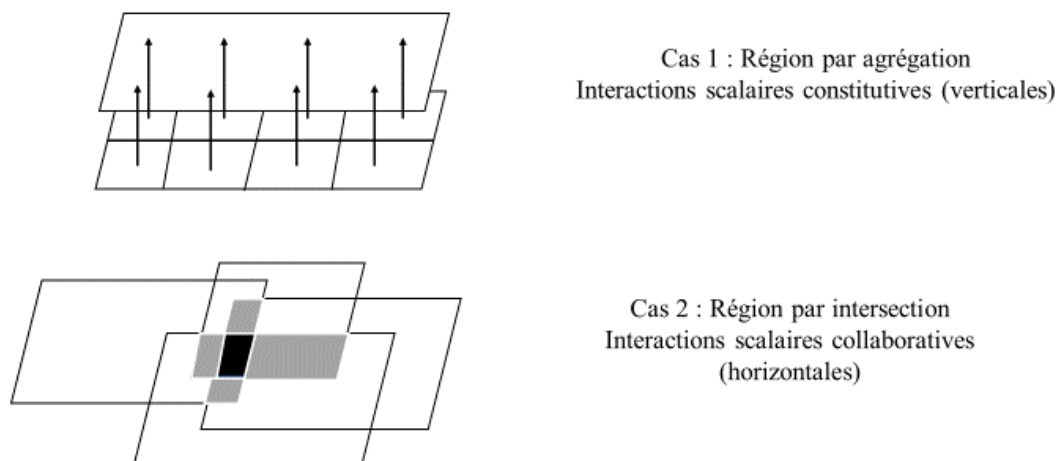 Cas 1 : Région par agrégation
Interactions scalaires constitutives (verticales)
Cas 2 : Région par intersection
Interactions scalaires collaboratives
(horizontales)